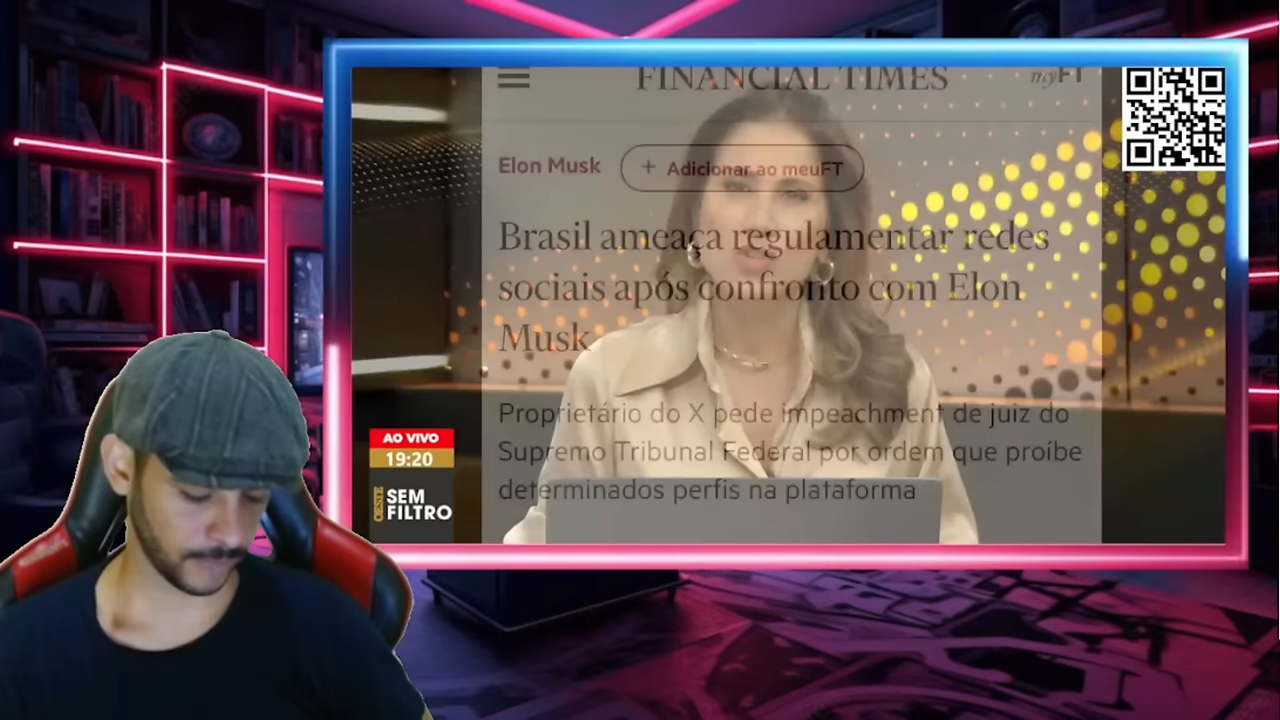 FINANCIAL TIMES
myFT
Elon Musk
+ Adicionar ao meuFT
Brasil ameaça regulamentar redes
sociais após confronto com Elon
Musk
Proprietário do X pede impeachment de juiz do
Supremo Tribunal Federal por ordem que proíbe
determinados perfis na plataforma
AO VIVO
19:20
OESTE
SEM
FILTRO